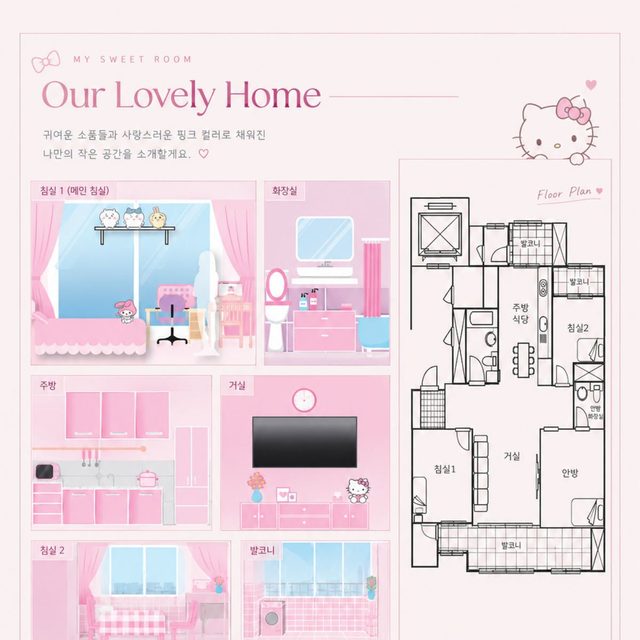 MY SWEET ROOM
Our Lovely Home
귀여운 소품들과 사랑스러운 핑크 컬러로 채워진
나만의 작은 공간을 소개할게요. ♡
침실 1 (메인 침실)
화장실
주방
거실
침실 2
발코니
Floor Plan
발코니
발코니
주방
식당
침실2
안방
화장실
침실1
거실
안방
발코니